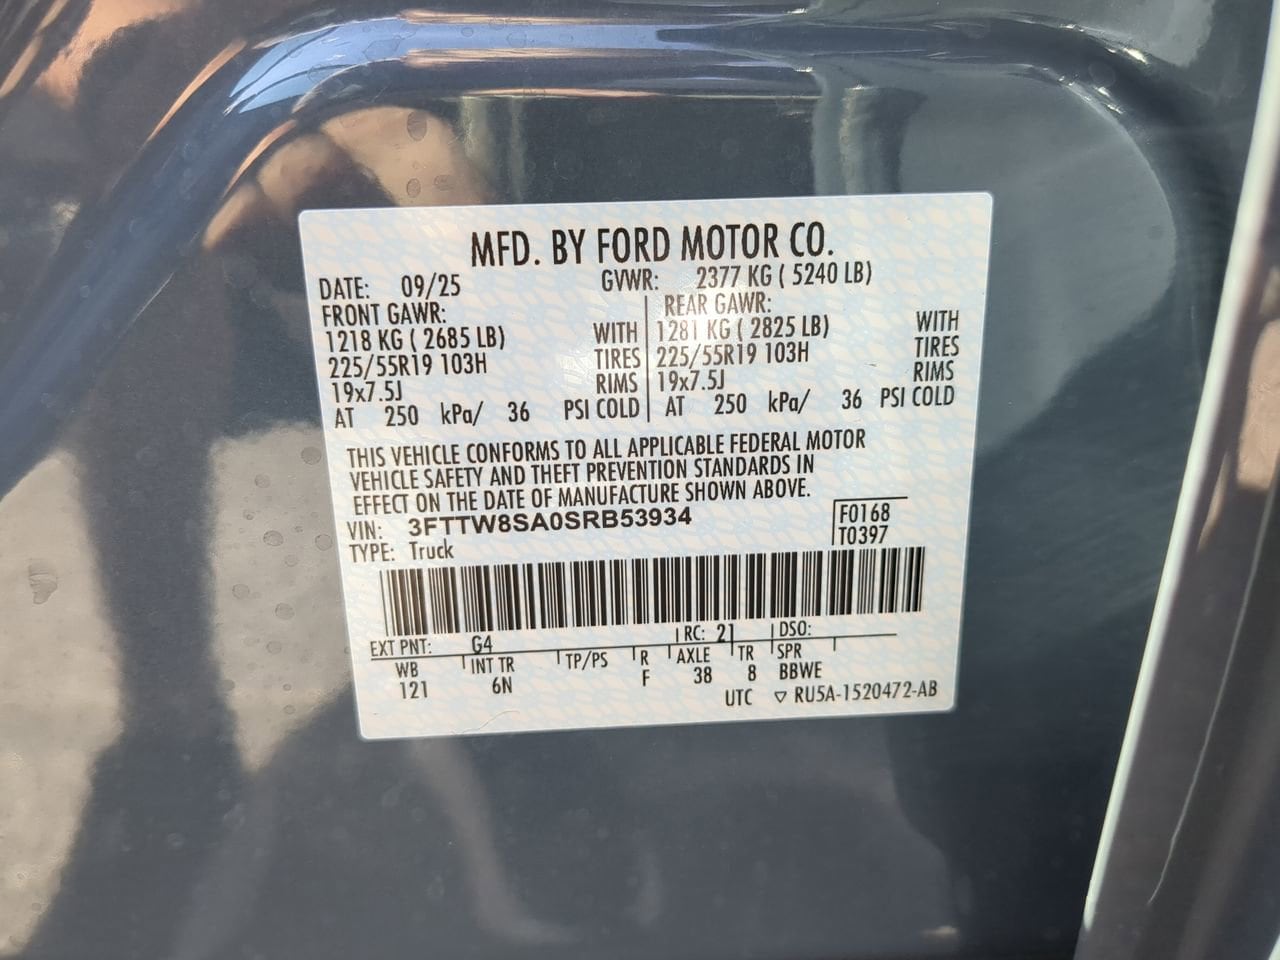 MFD. BY FORD MOTOR CO.
DATE: 09/25 GVWR: 2377 KG ( 5240 LB)
FRONT GAWR: REAR GAWR:
1218 KG ( 2685 LB) WITH 1281 KG ( 2825 LB) WITH
225/55R19 103H TIRES 225/55R19 103H TIRES
19x7.5J RIMS 19x7.5J RIMS
AT 250 kPa/ 36 PSI COLD AT 250 kPa/ 36 PSI COLD
THIS VEHICLE CONFORMS TO ALL APPLICABLE FEDERAL MOTOR
VEHICLE SAFETY AND THEFT PREVENTION STANDARDS IN
EFFECT ON THE DATE OF MANUFACTURE SHOWN ABOVE.
VIN: 3FTTW8SA0SRB53934 F0168
TYPE: Truck T0397
EXT PNT: G4 RC: 21 DSO:
WB INT TR TP/PS R AXLE TR SPR
121 6N F 38 8 BBWE
UTC ▽ RU5A-1520472-AB